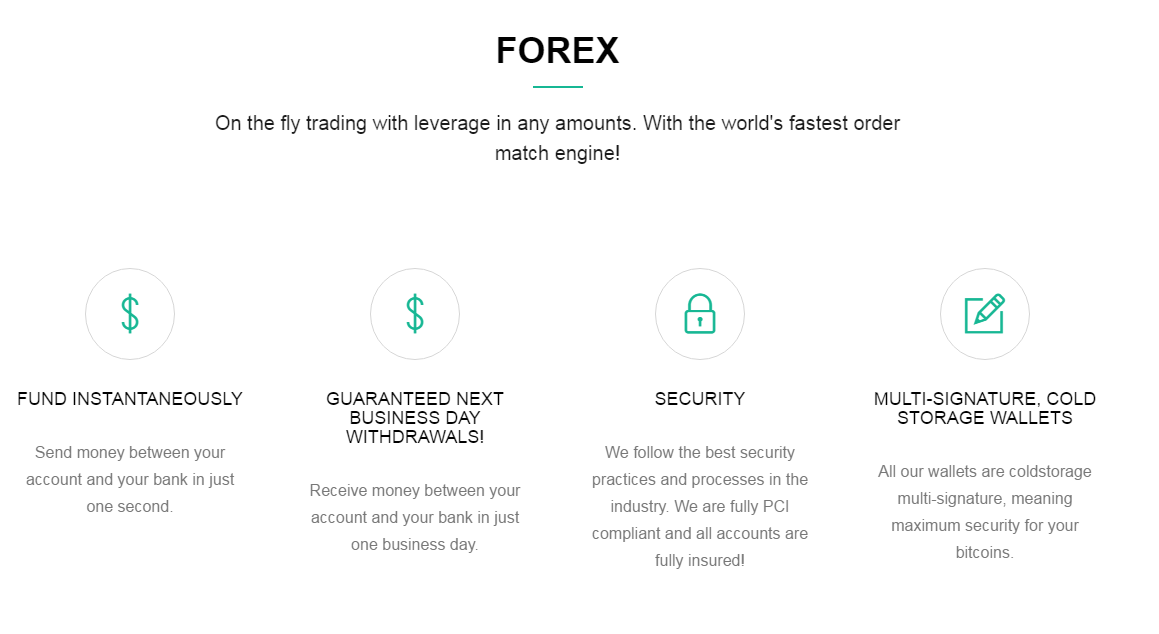 FOREX
On the fly trading with leverage in any amounts. With the world's fastest order
match engine!
FUND INSTANTANEOUSLY
Send money between your
account and your bank in just
one second.
GUARANTEED NEXT
BUSINESS DAY
WITHDRAWALS!
Receive money between your
account and your bank in just
one business day.
SECURITY
We follow the best security
practices and processes in the
industry. We are fully PCI
compliant and all accounts are
fully insured!
MULTI-SIGNATURE, COLD
STORAGE WALLETS
All our wallets are coldstorage
multi-signature, meaning
maximum security for your
bitcoins.